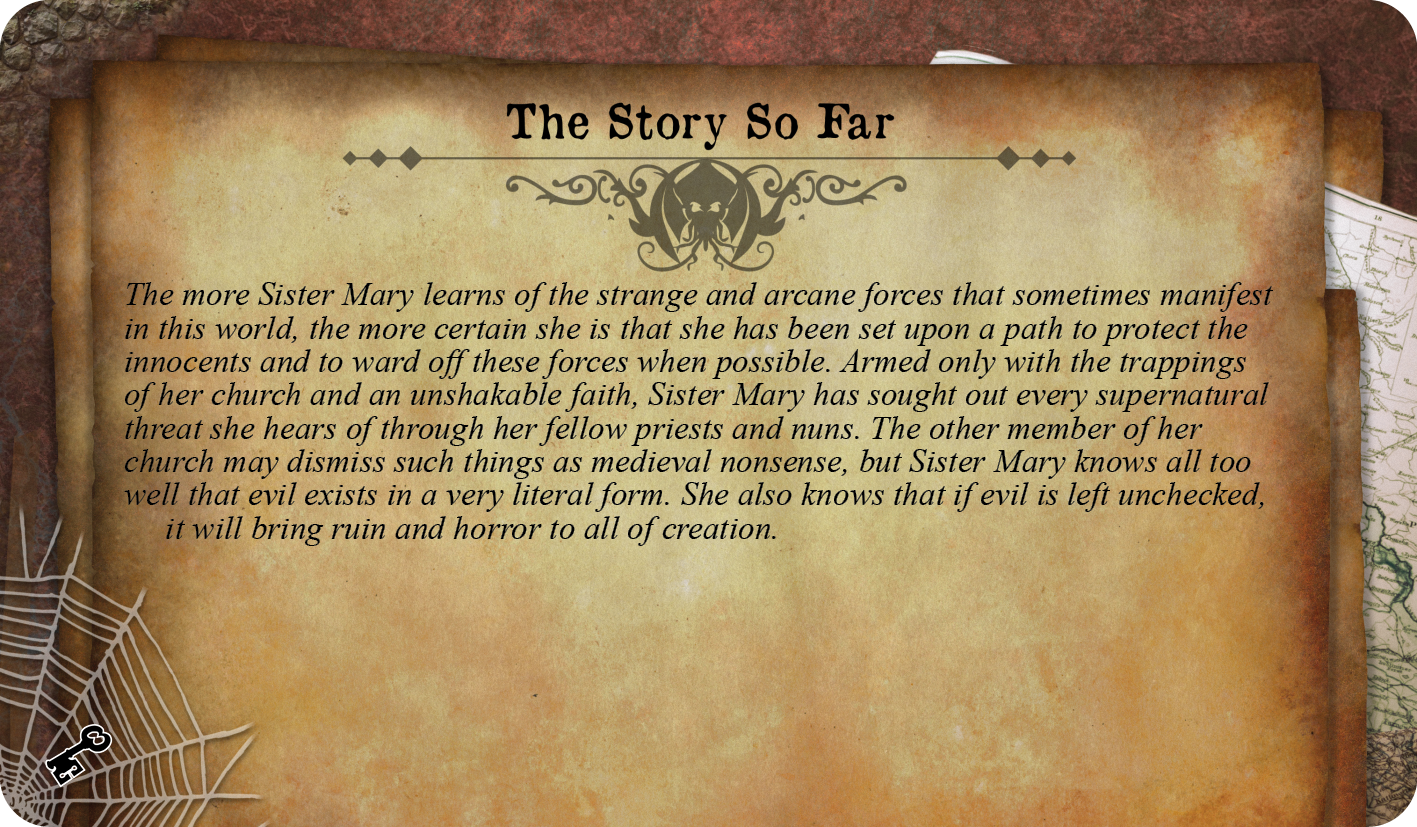 The Story So Far
The more Sister Mary learns of the strange and arcane forces that sometimes manifest
in this world, the more certain she is that she has been set upon a path to protect the
innocents and to ward off these forces when possible. Armed only with the trappings
of her church and an unshakable faith, Sister Mary has sought out every supernatural
threat she hears of through her fellow priests and nuns. The other member of her
church may dismiss such things as medieval nonsense, but Sister Mary knows all too
well that evil exists in a very literal form. She also knows that if evil is left unchecked,
it will bring ruin and horror to all of creation.